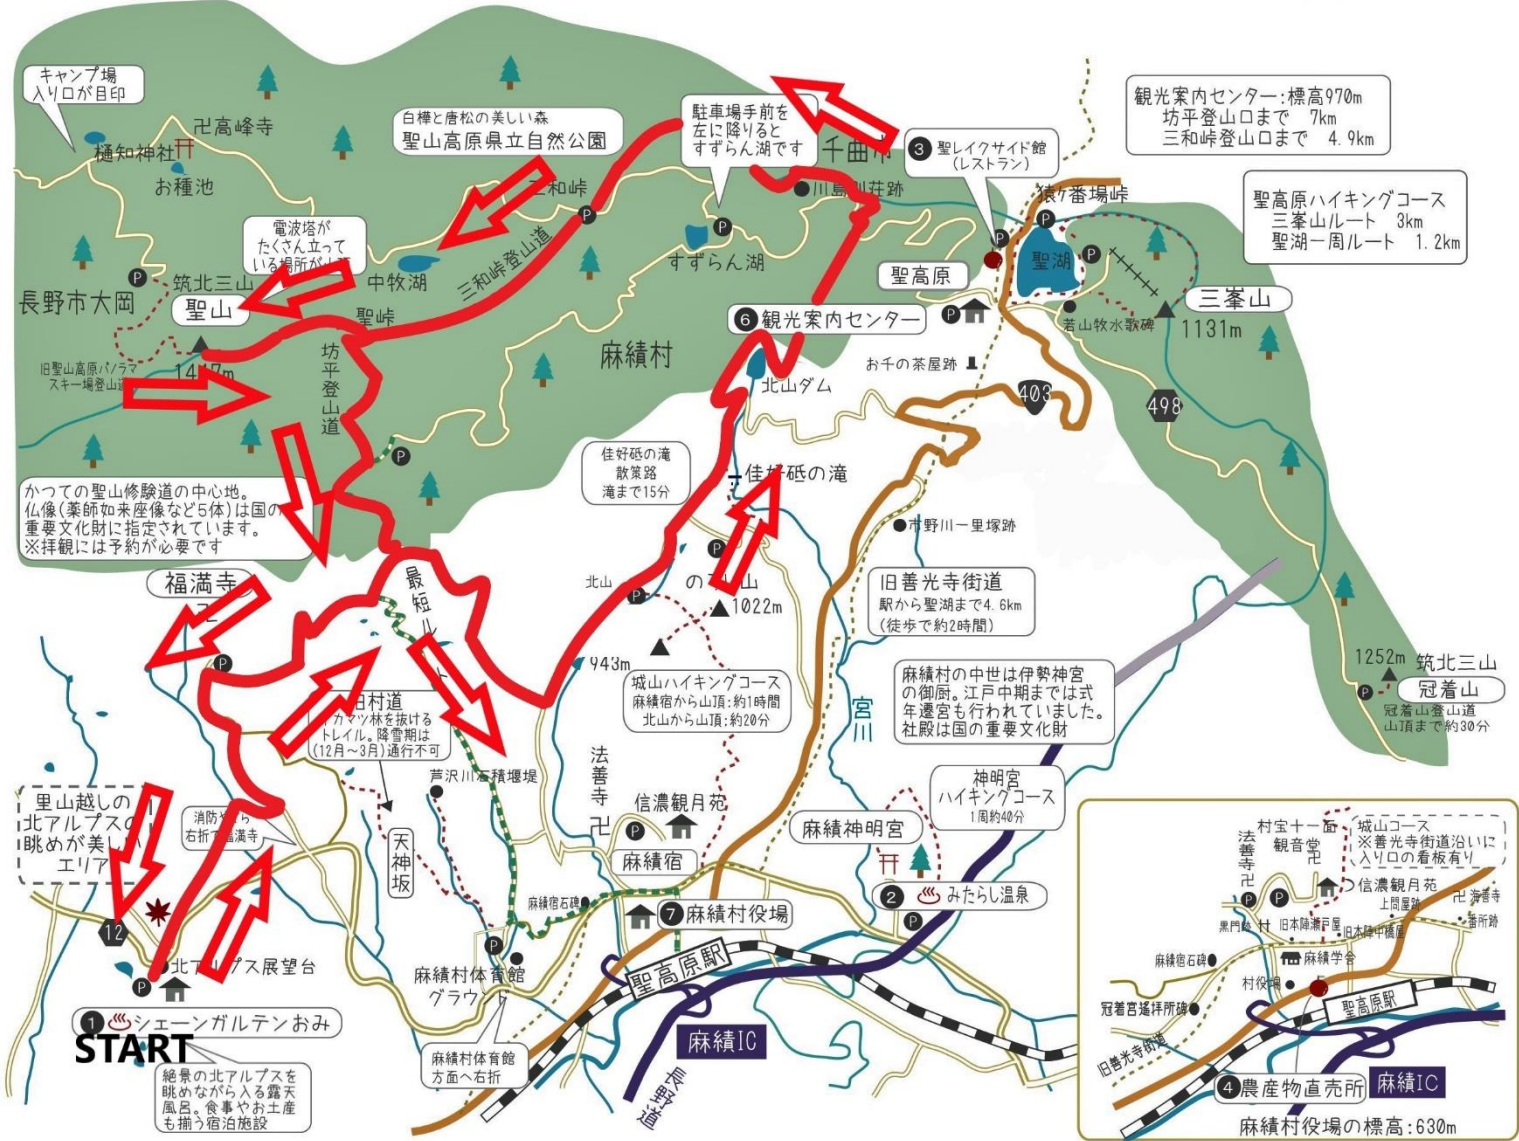 キャンプ場
入り口が目印
卍高峰寺
樋知神社
お種池
白樺と唐松の美しい森
聖山高原県立自然公園
駐車場手前を
左に降りると
すずらん湖です
千曲市
3 聖レイクサイド館
(レストラン)
観光案内センター:標高970m
坊平登山口まで 7km
三和峠登山口まで 4.9km
聖高原ハイキングコース
三峯山ルート 3km
聖湖一周ルート 1.2km
三和峠
P
川島別荘跡
猿ヶ番場峠
P
P
P
P
電波塔が
たくさん立って
P
筑北三山
聖山
長野市大岡
中牧湖
三和峠登山道
すずらん湖
聖高原
聖湖
P
三峯山
1131m
若山牧水歌碑
P
聖峠
6 観光案内センター
麻績村
坊平登山道
旧聖山高原パノラマ
お千の茶屋跡
北山ダム
403
498
P
佳好砥の滝
散策路
滝まで15分
佳好砥の滝
市野川一里塚跡
かつての聖山修験道の中心地。
仏像(薬師如来座像など5体)は国の
重要文化財に指定されています。
※拝観には予約が必要です
福満寺
P
北山
P
P
1022m
943m
旧善光寺街道
駅から聖湖まで4.6km
(徒歩で約2時間)
城山ハイキングコース
麻績宿から山頂:約1時間
北山から山頂:約20分
宮川
麻績村の中世は伊勢神宮
の御厨。江戸中期までは式
年遷宮も行われていました。
社殿は国の重要文化財
1252m
筑北三山
冠着山
P
冠着山登山道
山頂まで約30分
旧村道
カマツ林を抜ける
トレイル。降雪期は
(12月～3月)通行不可
芦沢川石積堰堤
法善寺 卍
信濃観月苑
P
麻績宿
神明宮
ハイキングコース
1周約40分
麻績神明宮
里山越しの
北アルプスの
眺めが美しい
エリア
天神坂
麻績宿石碑
7 麻績村役場
2 みたらし温泉
P
12
北アルプス展望台
P
P
麻績村体育館
グラウンド
聖高原駅
1 シェーンガルテンおみ
START
絶景の北アルプスを
眺めながら入る露天
風呂。食事やお土産
も揃う宿泊施設
麻績村体育館
方面へ右折
麻績IC
長野道
城山コース
※善光寺街道沿いに
入り口の看板有り
村宝十一面
観音堂
卍
法善寺 卍
P
P
信濃観月苑
上問屋跡
卍海善寺
番所跡
黒門跡
旧本陣瀬戸屋
旧本陣中橋屋
麻績宿石碑
麻績学会
村役場
冠着宮遙拝所碑
聖高原駅
旧善光寺街道
4 農産物直売所
麻績IC
麻績村役場の標高:630m